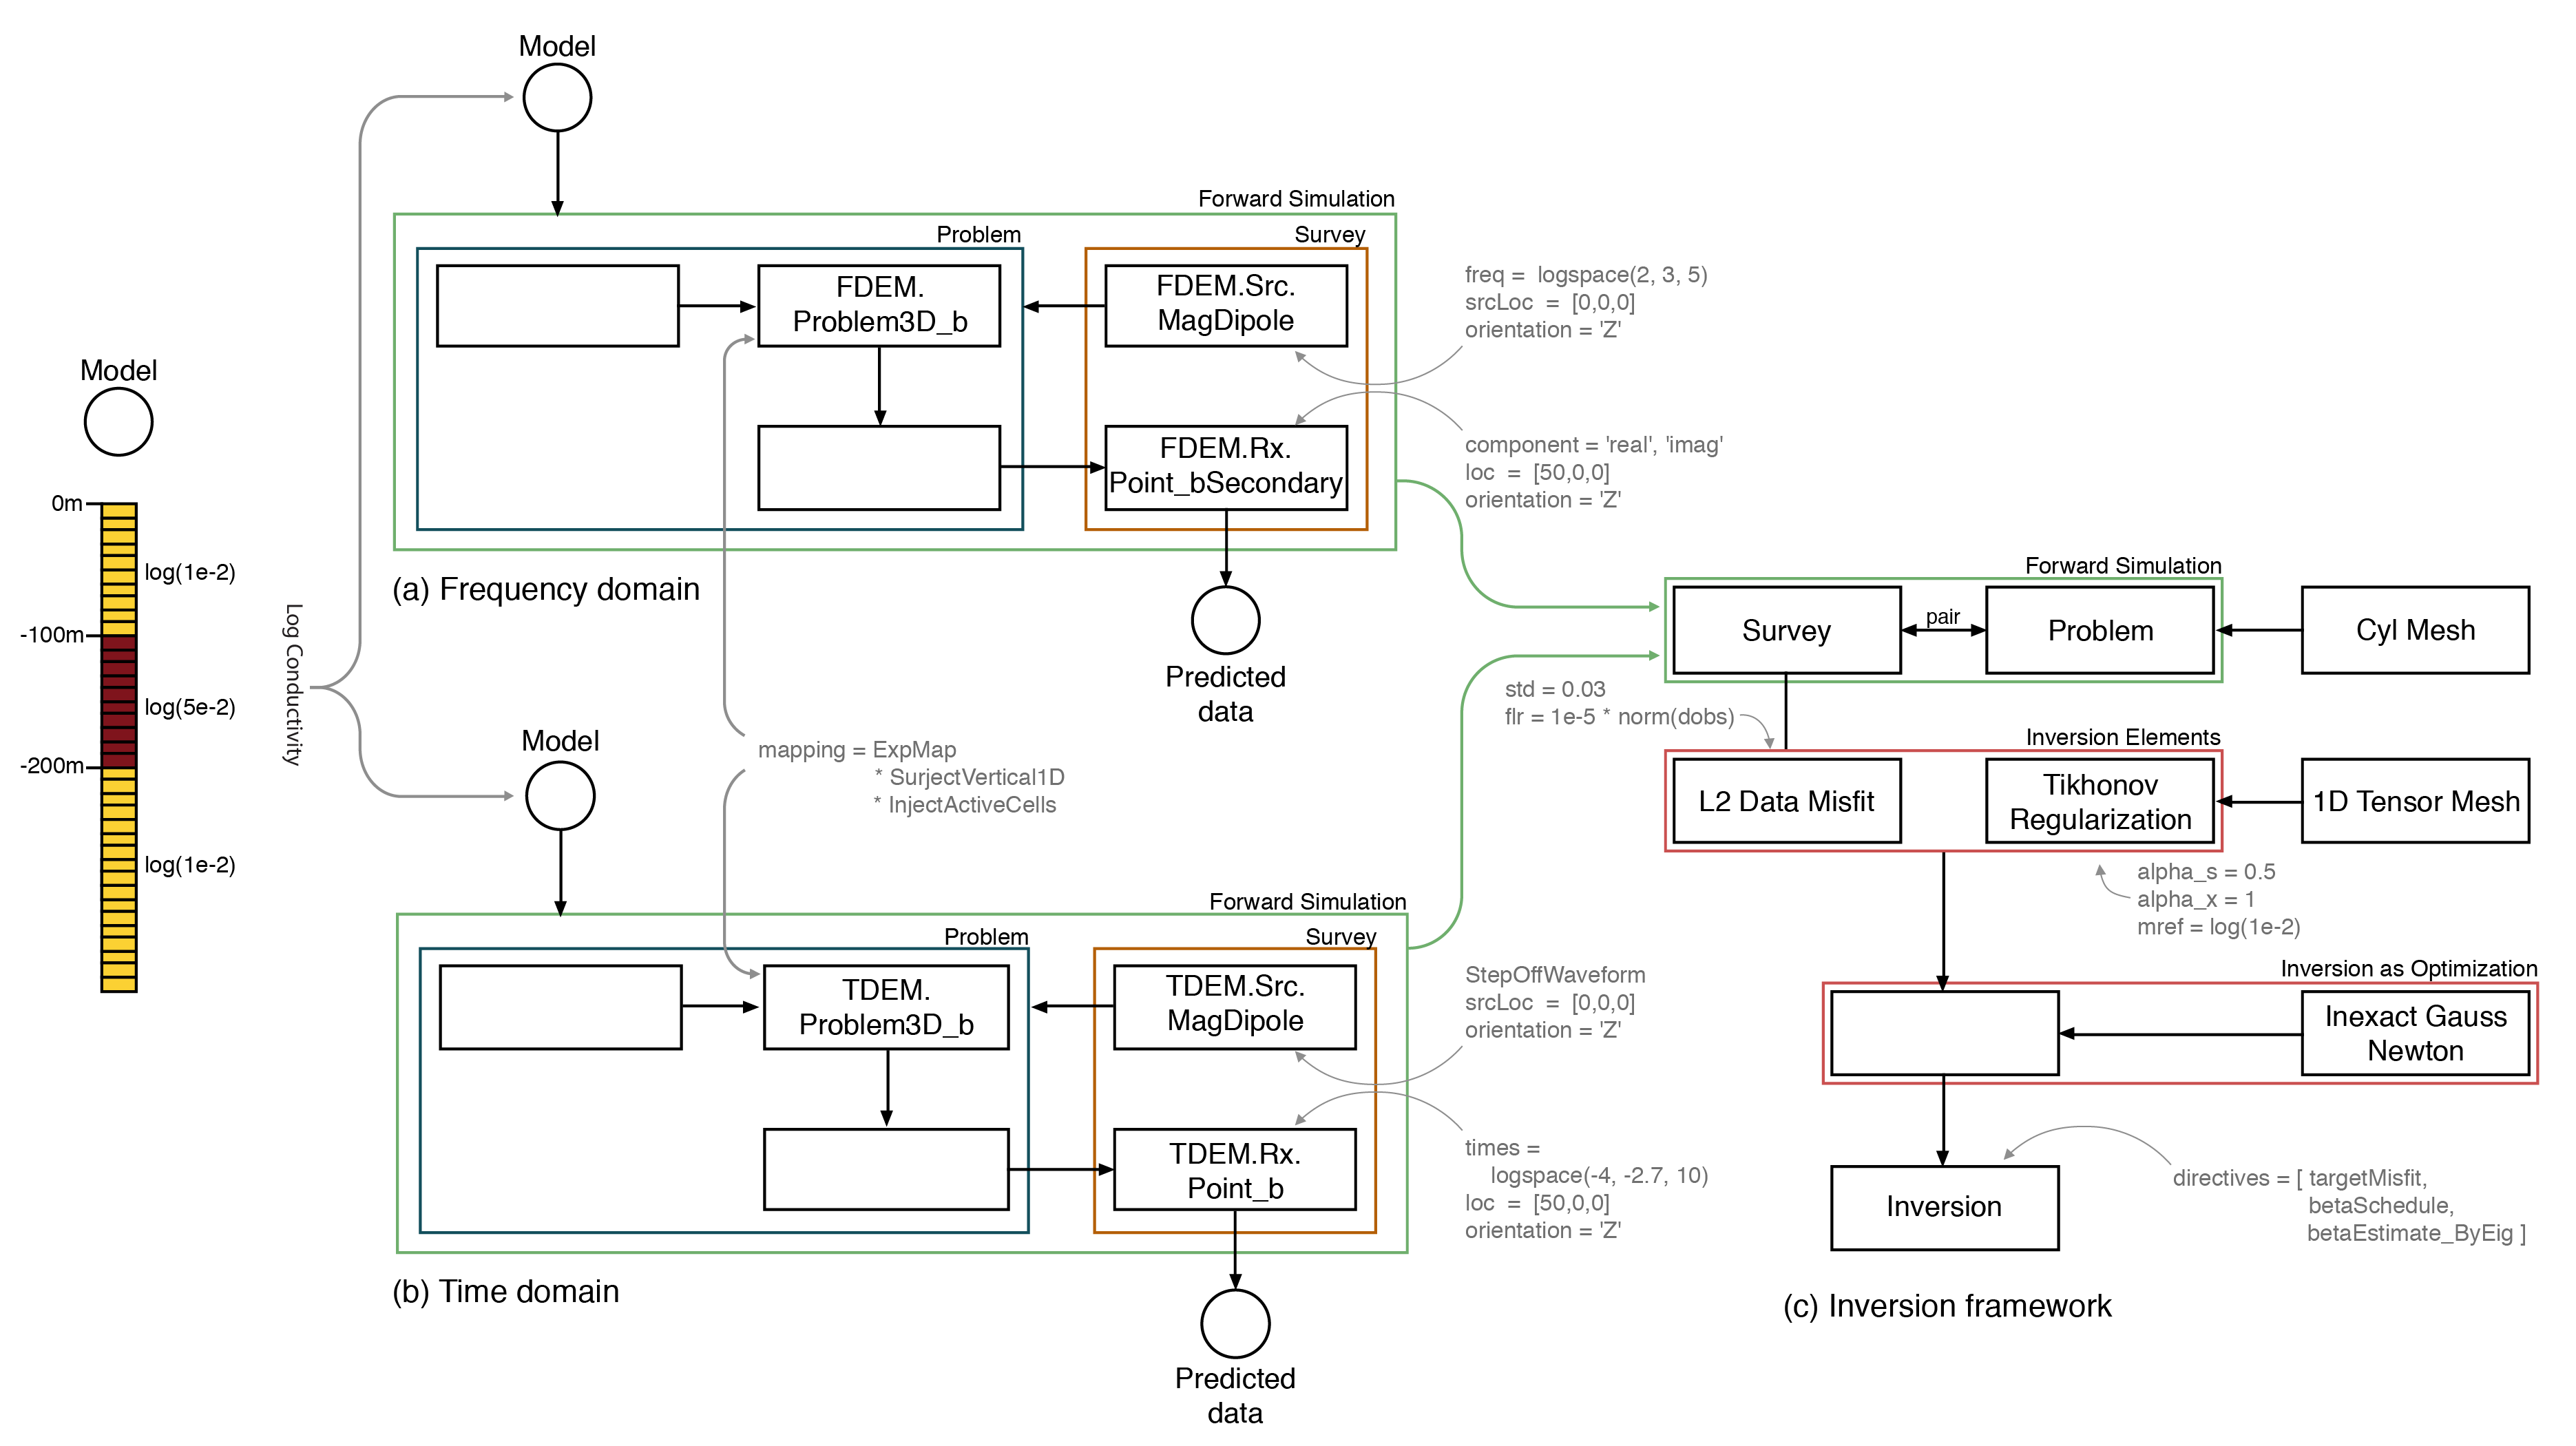 Model
0m
log(1e-2)
-100m
log(5e-2)
-200m
log(1e-2)
Log Conductivity
Model
Forward Simulation
Problem
Survey
FDEM.
Problem3D_b
FDEM.Src.
MagDipole
FDEM.Rx.
Point_bSecondary
freq = logspace(2, 3, 5)
srcLoc = [0,0,0]
orientation = 'Z'
component = 'real', 'imag'
loc = [50,0,0]
orientation = 'Z'
(a) Frequency domain
Predicted
data
mapping = ExpMap
* SurjectVertical1D
* InjectActiveCells
Model
Forward Simulation
Problem
Survey
TDEM.
Problem3D_b
TDEM.Src.
MagDipole
TDEM.Rx.
Point_b
StepOffWaveform
srcLoc = [0,0,0]
orientation = 'Z'
times =
logspace(-4, -2.7, 10)
loc = [50,0,0]
orientation = 'Z'
(b) Time domain
Predicted
data
Forward Simulation
Survey
pair
Problem
Cyl Mesh
std = 0.03
flr = 1e-5 * norm(dobs)
Inversion Elements
L2 Data Misfit
Tikhonov
Regularization
1D Tensor Mesh
alpha_s = 0.5
alpha_x = 1
mref = log(1e-2)
Inversion as Optimization
Inexact Gauss
Newton
Inversion
directives = [ targetMisfit,
betaSchedule,
betaEstimate_ByEig ]
(c) Inversion framework